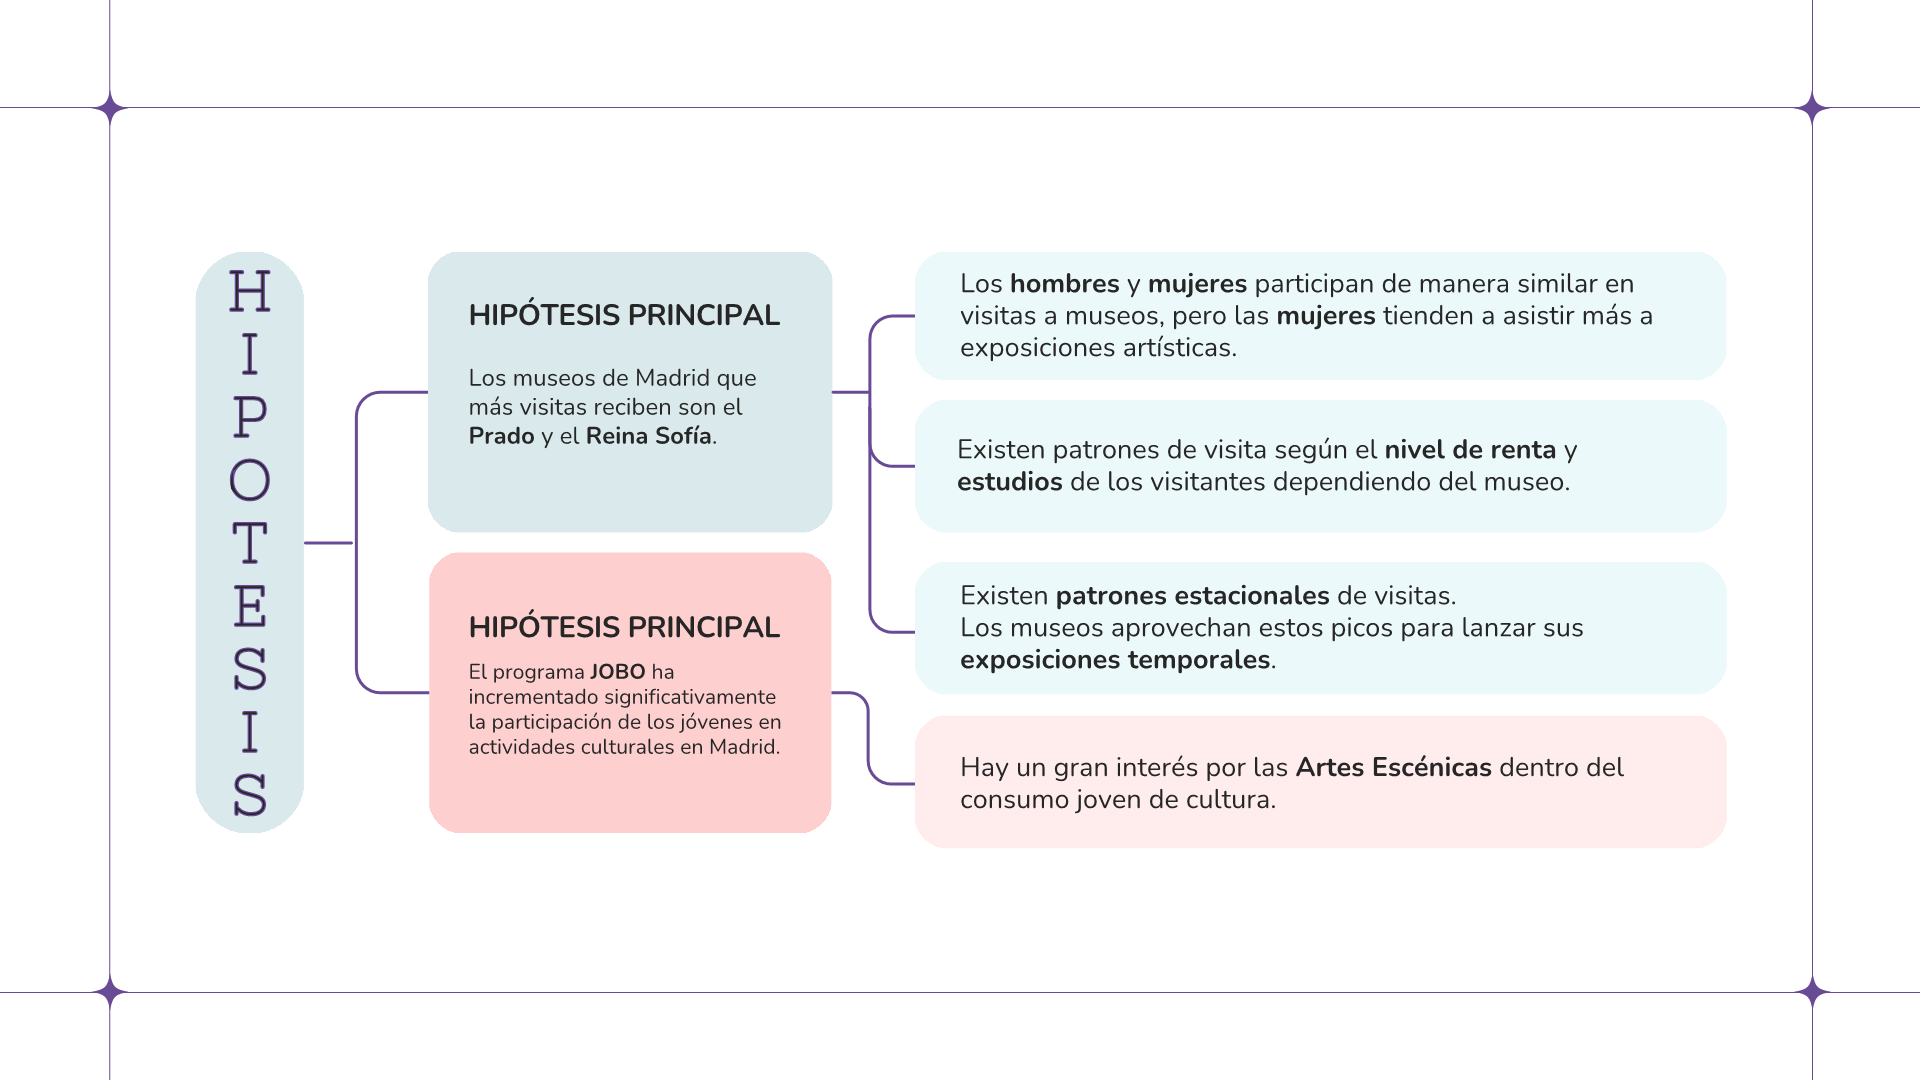 HIPOTESIS
HIPÓTESIS PRINCIPAL
Los museos de Madrid que
más visitas reciben son el
Prado y el Reina Sofía.
HIPÓTESIS PRINCIPAL
El programa JOBO ha
incrementado significativamente
la participación de los jóvenes en
actividades culturales en Madrid.
Los hombres y mujeres participan de manera similar en
visitas a museos, pero las mujeres tienden a asistir más a
exposiciones artísticas.
Existen patrones de visita según el nivel de renta y
estudios de los visitantes dependiendo del museo.
Existen patrones estacionales de visitas.
Los museos aprovechan estos picos para lanzar sus
exposiciones temporales.
Hay un gran interés por las Artes Escénicas dentro del
consumo joven de cultura.